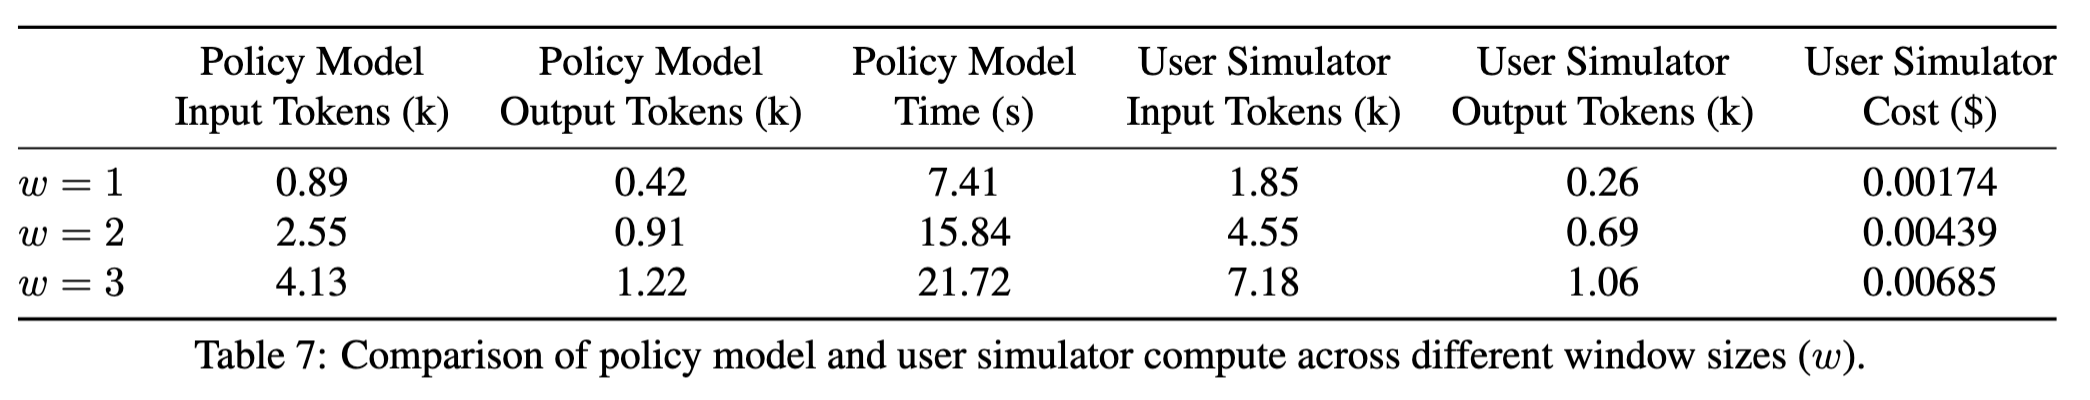 Policy Model Policy Model Policy Model User Simulator User Simulator User Simulator
Input Tokens (k) Output Tokens (k) Time (s) Input Tokens (k) Output Tokens (k) Cost ($)
w = 1 0.89 0.42 7.41 1.85 0.26 0.00174
w = 2 2.55 0.91 15.84 4.55 0.69 0.00439
w = 3 4.13 1.22 21.72 7.18 1.06 0.00685
Table 7: Comparison of policy model and user simulator compute across different window sizes (w).